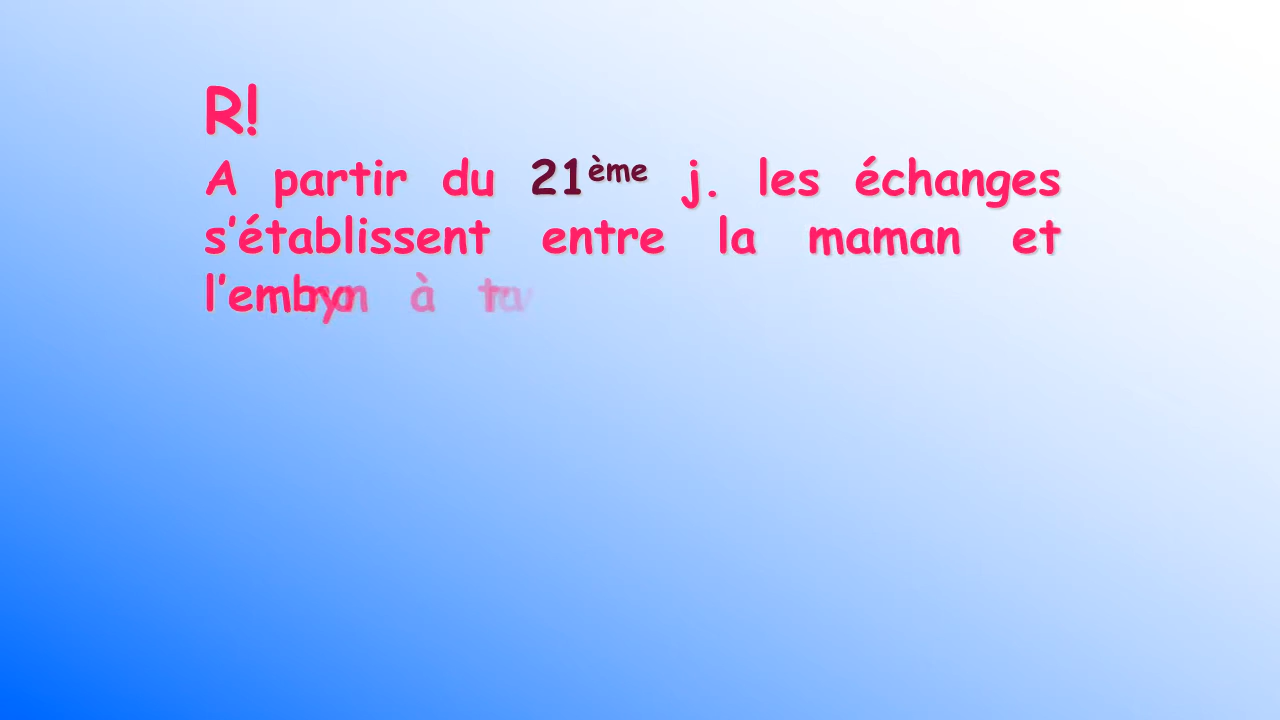 R!
A partir du 21ème j. les échanges
s’établissent entre la maman et
à